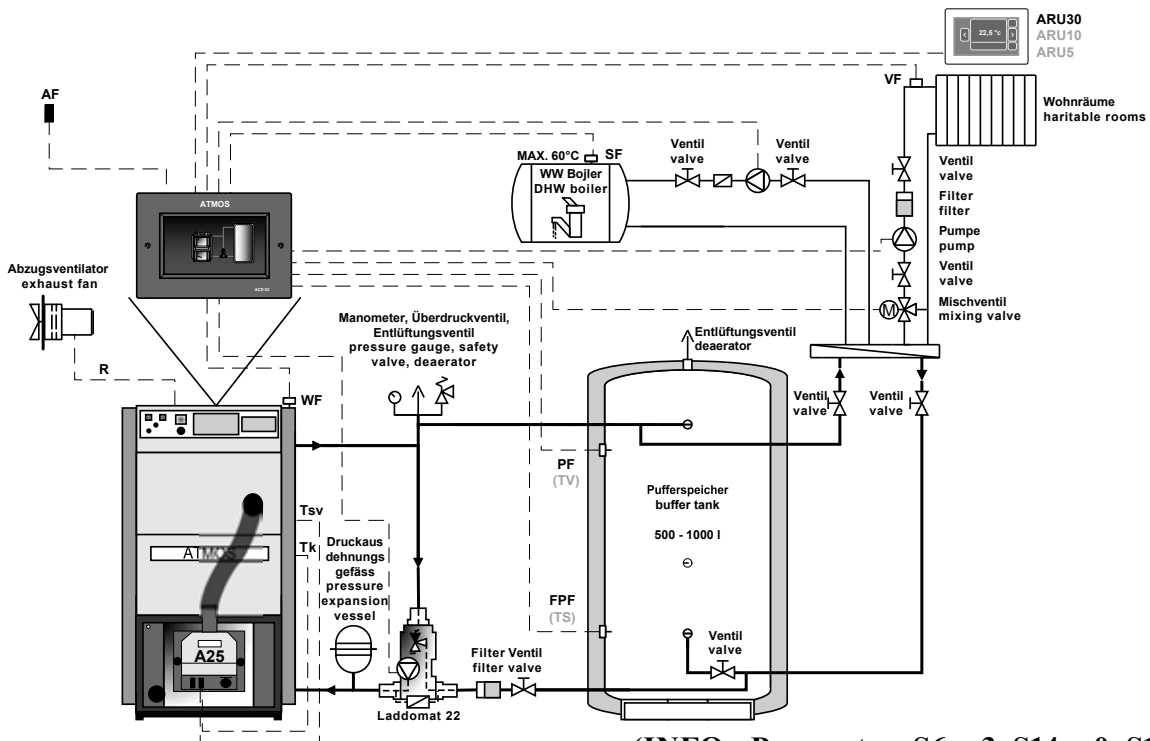 ARU30
ARU10
ARU5
22,5 °c
VF
AF
Wohnräume
haritable rooms
MAX. 60°C
SF
WW Bojler
DHW boiler
Ventil
valve
Ventil
valve
Ventil
valve
Filter
filter
Pumpe
pump
Ventil
valve
M
Mischventil
mixing valve
ATMOS
ACD 03
Abzugsventilator
exhaust fan
R
WF
Manometer, Überdruckventil,
Entlüftungsventil
pressure gauge, safety
valve, deaerator
Entlüftungsventil
deaerator
Ventil
valve
Ventil
valve
PF
(TV)
Pufferspeicher
buffer tank
500 - 1000 l
FPF
(TS)
Tsv
Tk
ATMOS
A25
Druckaus
dehnungs
gefäss
pressure
expansion
vessel
Filter Ventil
filter valve
Ventil
valve
Laddomat 22